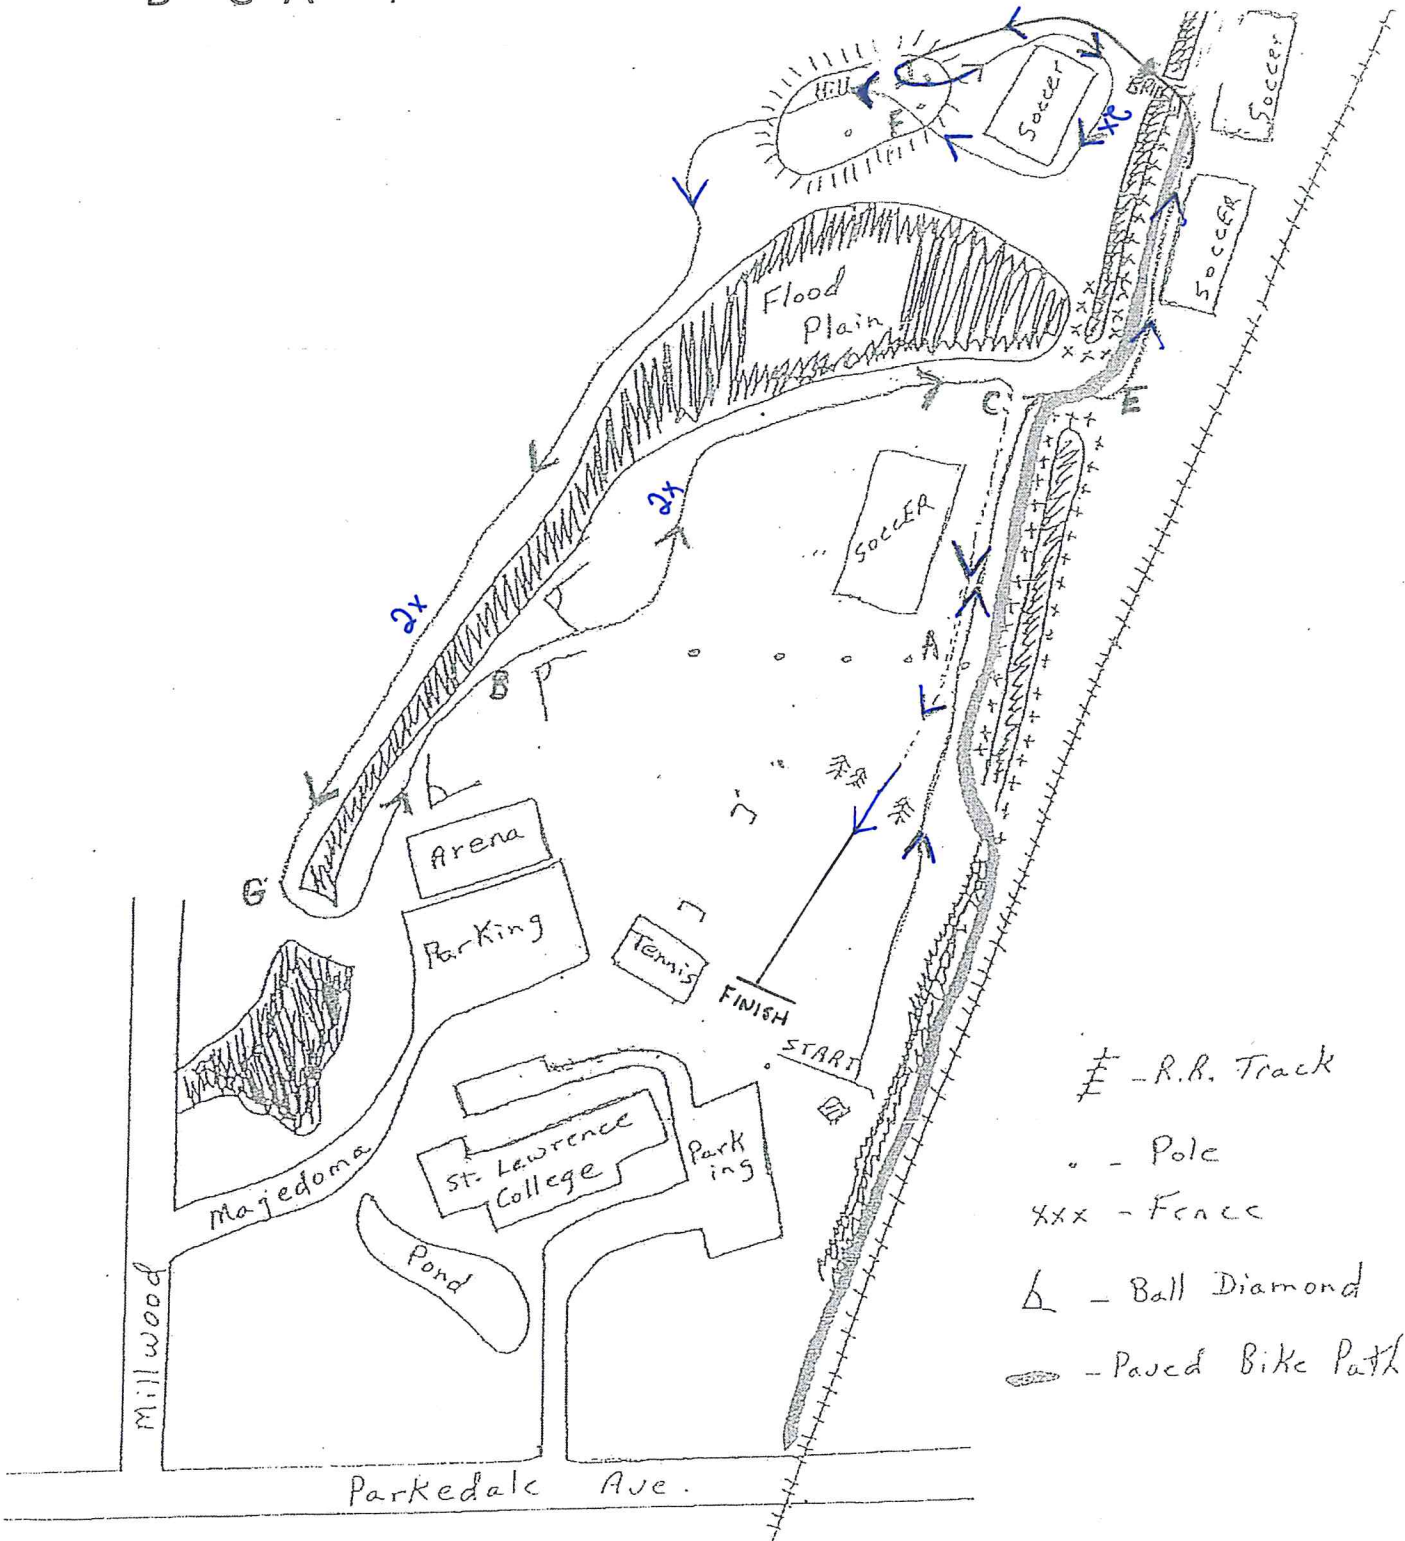 Hill
F
Soccer
Soccer
2x
SOCCER
Flood
Plain
C
E
2x
SOCCER
2x
A
B
Arena
G
Parking
Tennis
FINISH
START
St. Lawrence
College
Park
ing
Majedoma
Pond
Millwood
Parkedale Ave.
- R.R. Track
- Pole
xxx - Fence
- Ball Diamond
- Paved Bike Path